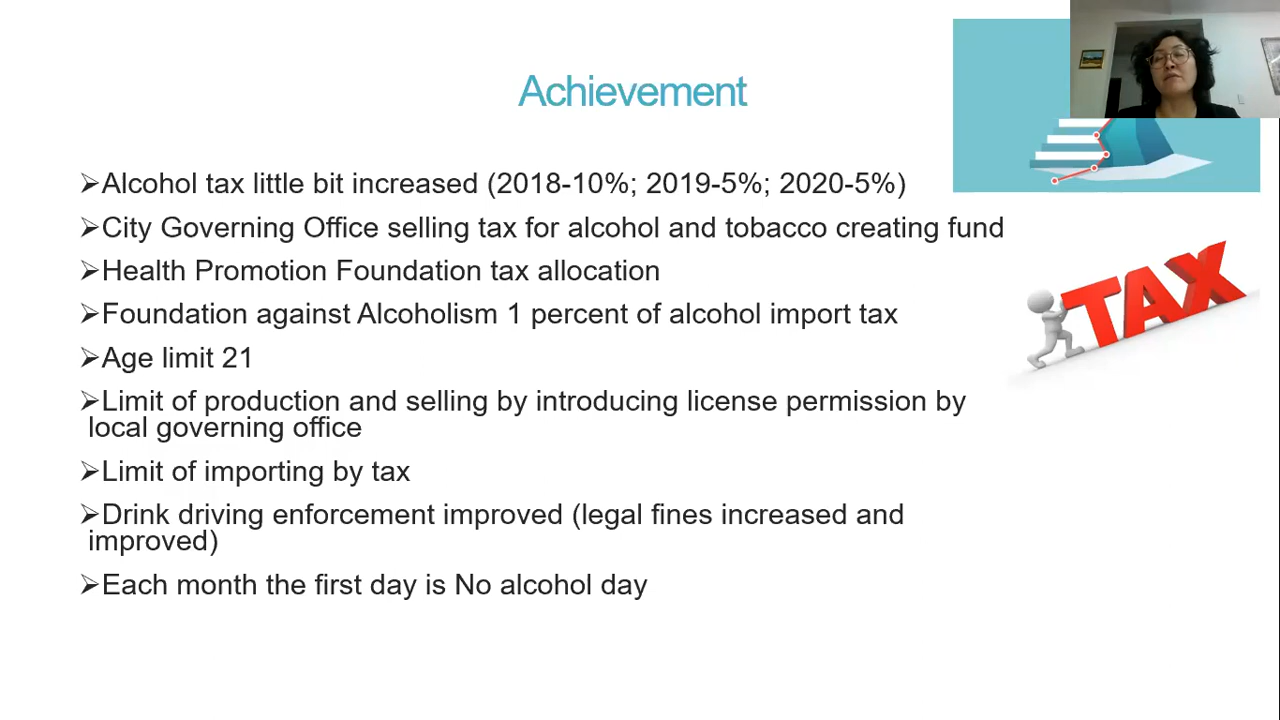 Achievement
➢Alcohol tax little bit increased (2018-10%; 2019-5%; 2020-5%)
➢City Governing Office selling tax for alcohol and tobacco creating fund
➢Health Promotion Foundation tax allocation
➢Foundation against Alcoholism 1 percent of alcohol import tax
➢Age limit 21
➢Limit of production and selling by introducing license permission by
local governing office
➢Limit of importing by tax
➢Drink driving enforcement improved (legal fines increased and
improved)
➢Each month the first day is No alcohol day
TAX